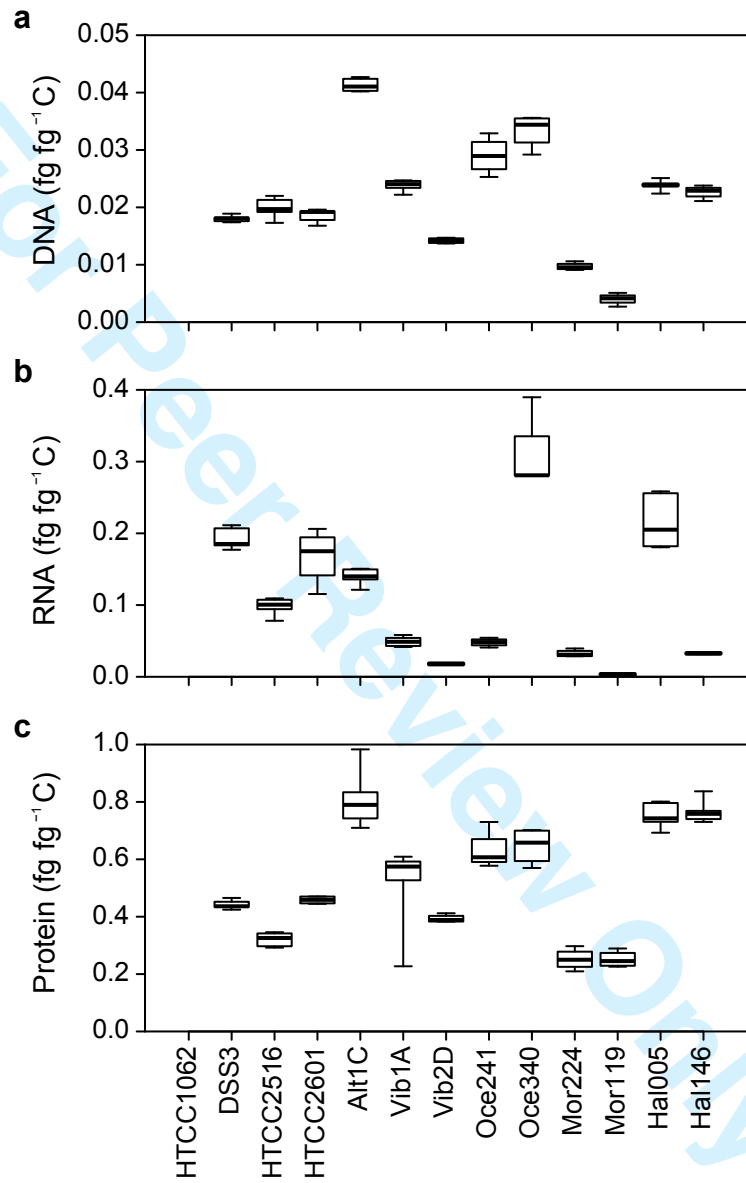 a
0.05
0.04
0.03
0.02
0.01
0.00
DNA (fg fg⁻¹ C)
b
0.4
0.3
0.2
0.1
0.0
RNA (fg fg⁻¹ C)
c
1.0
0.8
0.6
0.4
0.2
0.0
Protein (fg fg⁻¹ C)
HTCC1062
DSS3
HTCC2516
HTCC2601
Alt1C
Vib1A
Vib2D
Oce241
Oce340
Mor224
Mor119
Hal005
Hal146
For Peer Review Only